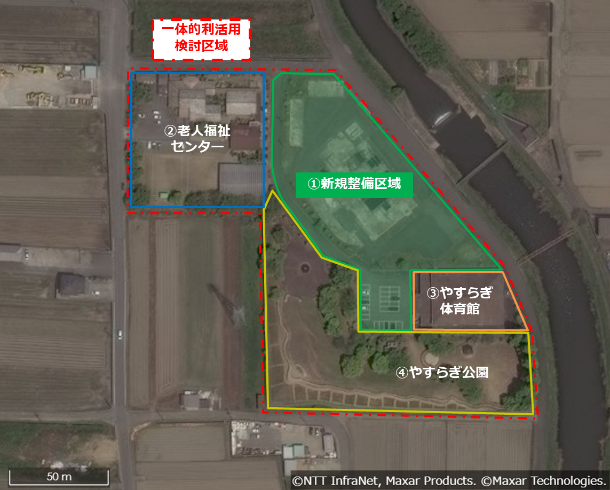 一体的利活用
検討区域
②老人福祉
センター
①新規整備区域
③やすらぎ
体育館
④やすらぎ公園
50 m
©NTT InfraNet, Maxar Products. ©Maxar Technologies.